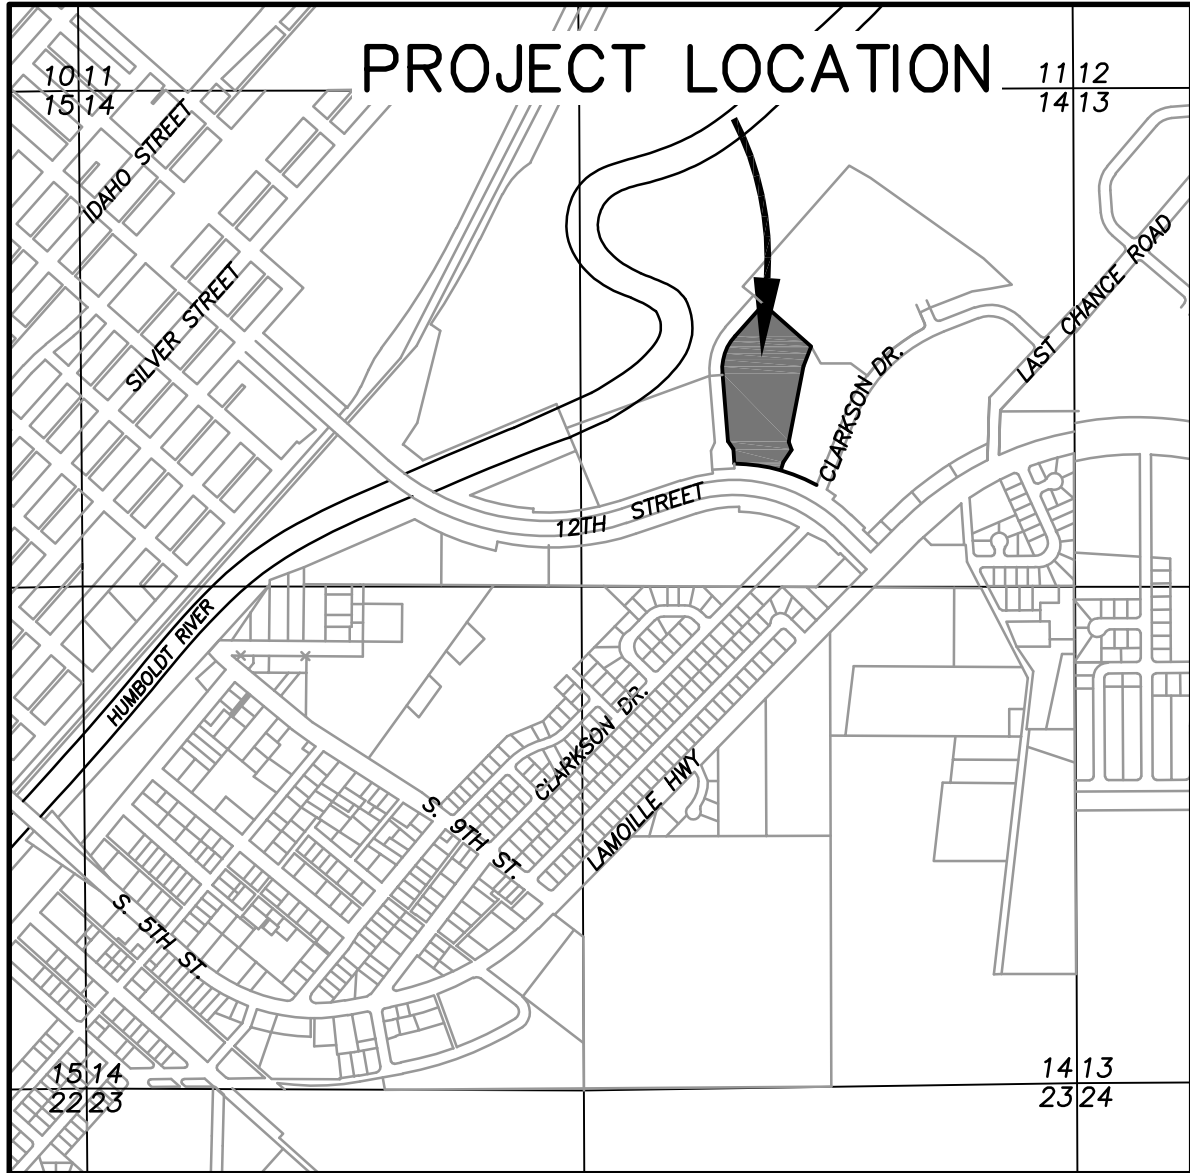 PROJECT LOCATION
10 11
15 14
11 12
14 13
IDAHO STREET
SILVER STREET
LAST CHANCE ROAD
CLARKSON DR.
12TH STREET
HUMBOLDT RIVER
CLARKSON DR.
LAMOILLE HWY
S. 9TH ST.
S. 5TH ST.
15 14
22 23
14 13
23 24